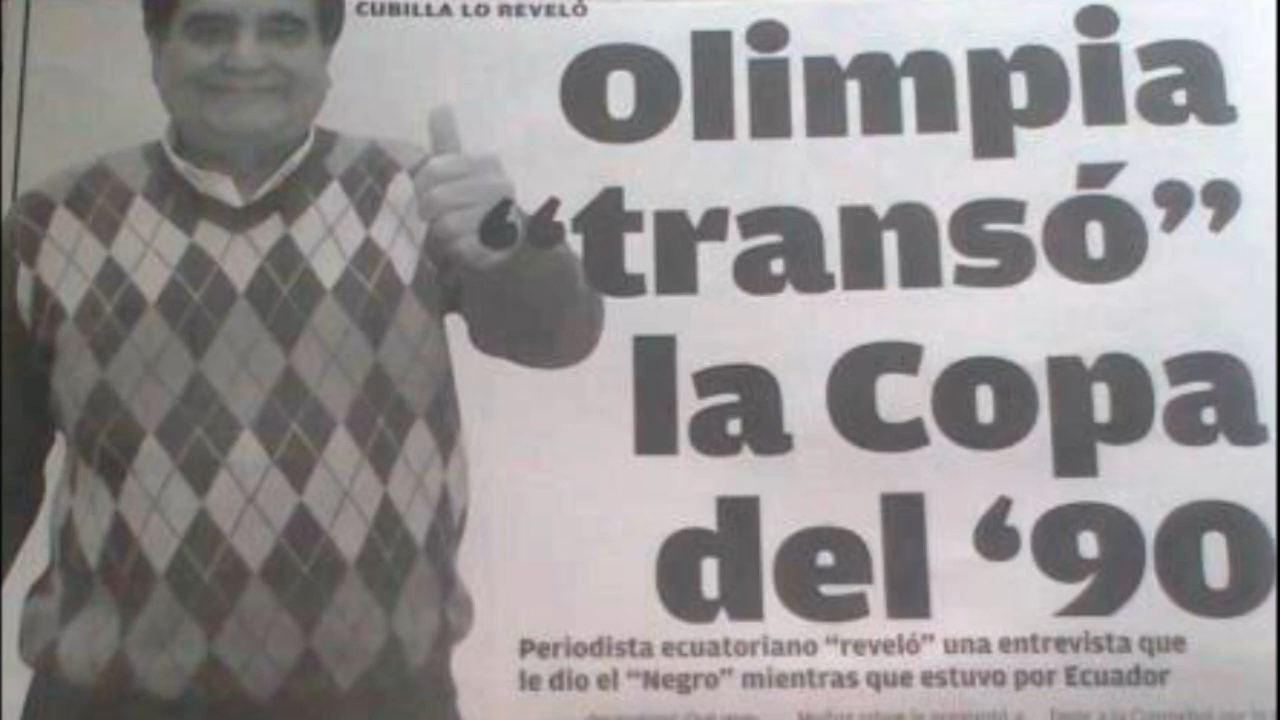 CUBILLA LO REVELÓ
Olimpia
“transó”
la Copa
del ‘90
Periodista ecuatoriano “reveló” una entrevista que
le dio el “Negro” mientras que estuvo por Ecuador